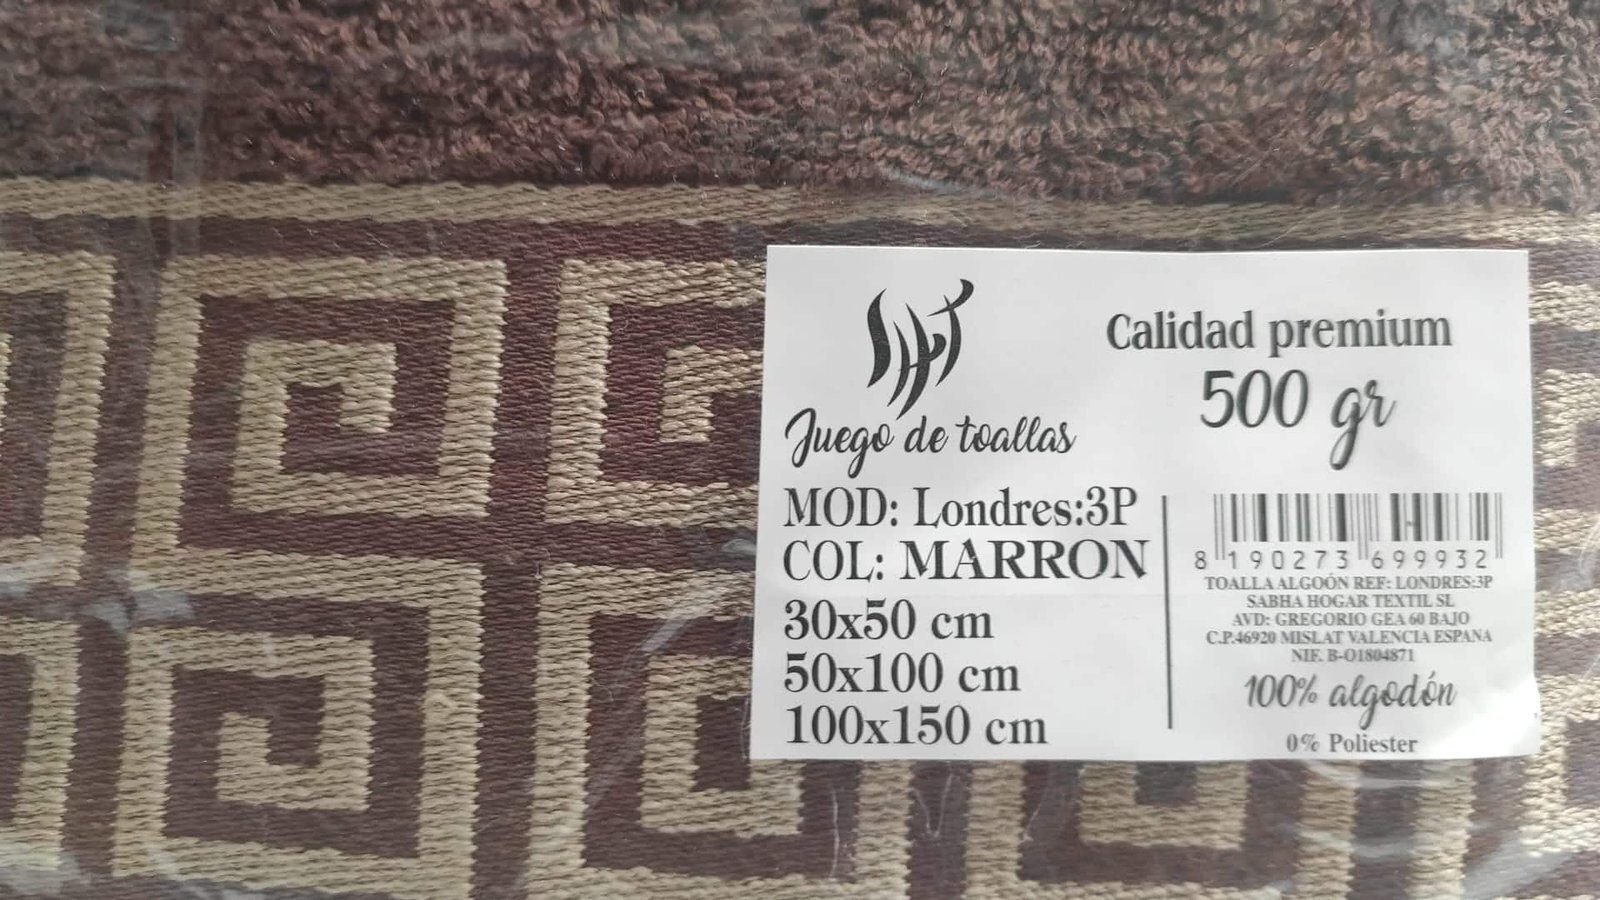 SHT
Juego de toallas
MOD: Londres:3P
COL: MARRON
30x50 cm
50x100 cm
100x150 cm
Calidad premium
500 gr
8 190273 699932
TOALLA ALGOÓN REF: LONDRES:3P
SABHA HOGAR TEXTIL SL
AVD: GREGORIO GEA 60 BAJO
C.P.46920 MISLAT VALENCIA ESPANA
NIF. B-O1804871
100% algodón
0% Poliester